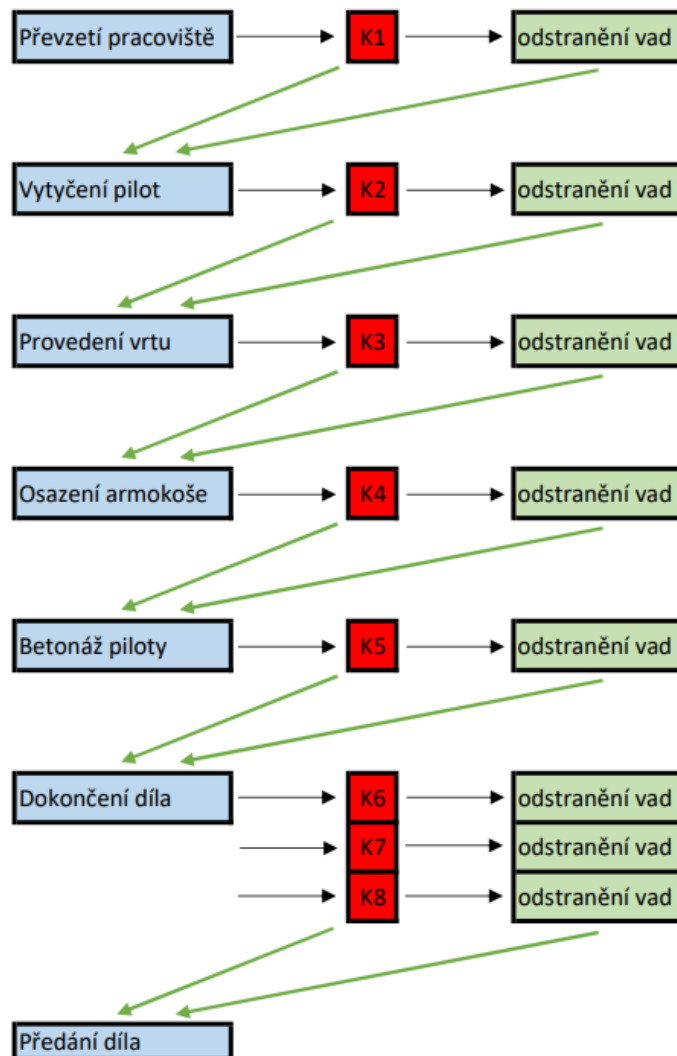 Převzetí pracoviště K1 odstranění vad
Vytyčení pilot K2 odstranění vad
Provedení vrtu K3 odstranění vad
Osazení armokoše K4 odstranění vad
Betonáž piloty K5 odstranění vad
Dokončení díla K6 odstranění vad
K7 odstranění vad
K8 odstranění vad
Předání díla